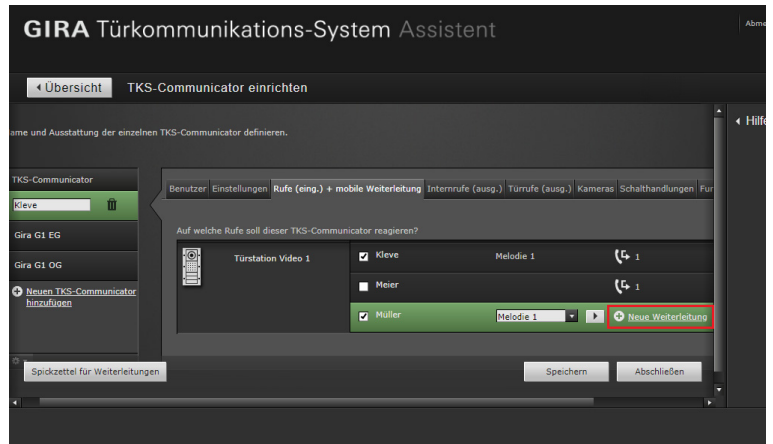 GIRA Türkommunikations-System Assistent
Übersicht
TKS-Communicator einrichten
Hilfe
ame und Ausstattung der einzelnen TKS-Communicator definieren.
TKS-Communicator
Kleve
Gira G1 EG
Gira G1 OG
Neuen TKS-Communicator
hinzufügen
Benutzer Einstellungen Rufe (eing.) + mobile Weiterleitung Internrufe (ausg.) Türrufe (ausg.) Kameras Schalthandlungen
Auf welche Rufe soll dieser TKS-Communicator reagieren?
Türstation Video 1
Kleve Melodie 1 1
Meier 1
Müller Melodie 1 Neue Weiterleitung
Spickzettel für Weiterleitungen
Speichern
Abschließen